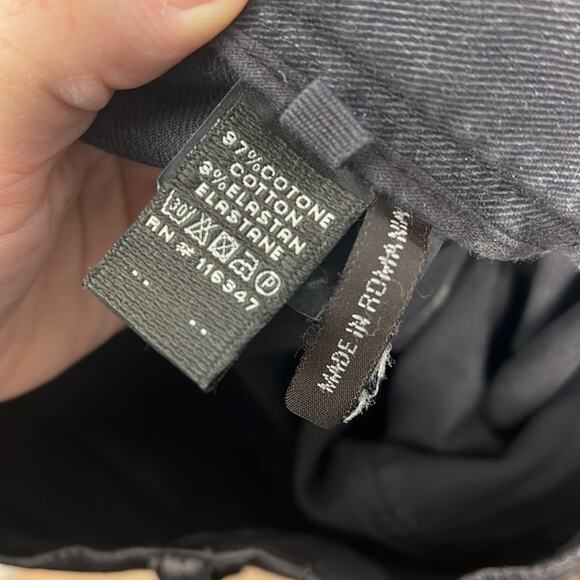 97%COTONE
COTTON
3%ELASTAN
ELASTANE
30 P
RN # 116347
MADE IN ROMANIA